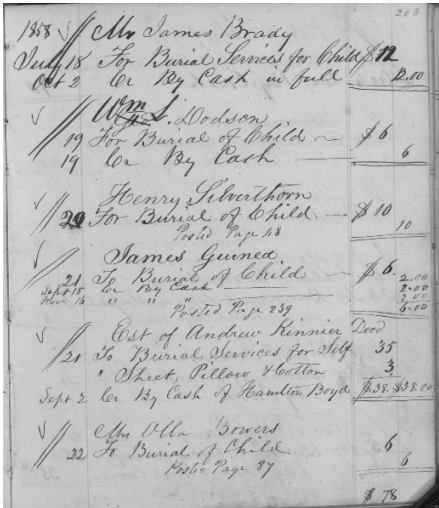 203
1858 Mr James Brady
July 18 For Burial Services for Child $12
Oct 2 Cr By Cash in full 12.00
Wm L. Dodson
19 For Burial of Child — $6
19 Cr By Cash — 6
Henry Silverthorn
20 For Burial of Child — $10
Posted Page 48 10
James Guined
21 To Burial of Child — $6.
Sept 15 Cr By Cash — 2.00
2.00
Nov 16 " " " 2.00
Posted Page 239 6.00
Est of Andrew Kinnier Decd
21 To Burial Services for Self 35
" Sheet, Pillow & Cotton 3
Sept 2 Cr By Cash of Hamilton Boyd $38. $38.00
Mrs Olla Bowers
22 To Burial of Child 6
Posted Page 87 6
$78